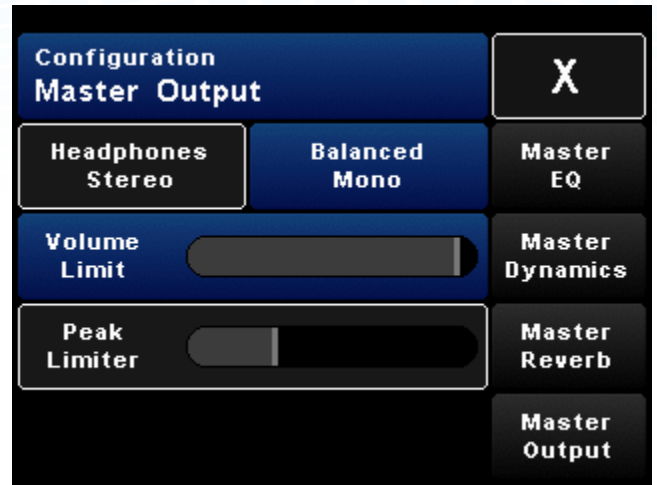 Configuration
Master Output
X
Headphones
Stereo
Balanced
Mono
Master
EQ
Volume
Limit
Master
Dynamics
Peak
Limiter
Master
Reverb
Master
Output